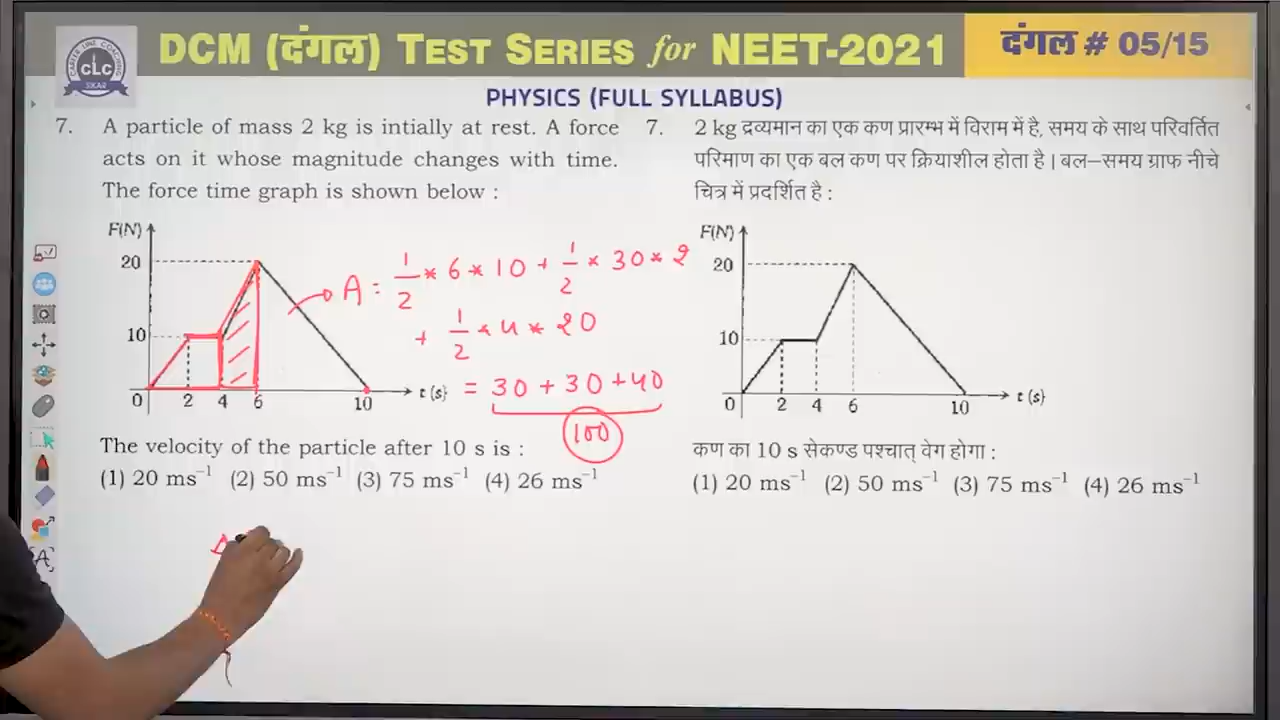 DCM (दंगल) TEST SERIES for NEET-2021
दंगल # 05/15
CAREER LINE COACHING
CLC
SIKAR
PHYSICS (FULL SYLLABUS)
7. A particle of mass 2 kg is intially at rest. A force
acts on it whose magnitude changes with time.
The force time graph is shown below :
F(N)
20
10
0 2 4 6 10 t (s)
A = 1/2 * 6 * 10 + 1/2 * 30 * 2
+ 1/2 * 4 * 20
= 30 + 30 + 40
100
The velocity of the particle after 10 s is :
(1) 20 ms⁻¹ (2) 50 ms⁻¹ (3) 75 ms⁻¹ (4) 26 ms⁻¹
7. 2 kg द्रव्यमान का एक कण प्रारम्भ में विराम में है, समय के साथ परिवर्तित
परिमाण का एक बल कण पर क्रियाशील होता है। बल–समय ग्राफ नीचे
चित्र में प्रदर्शित है :
F(N)
20
10
0 2 4 6 10 t (s)
कण का 10 s सेकण्ड पश्चात् वेग होगा :
(1) 20 ms⁻¹ (2) 50 ms⁻¹ (3) 75 ms⁻¹ (4) 26 ms⁻¹